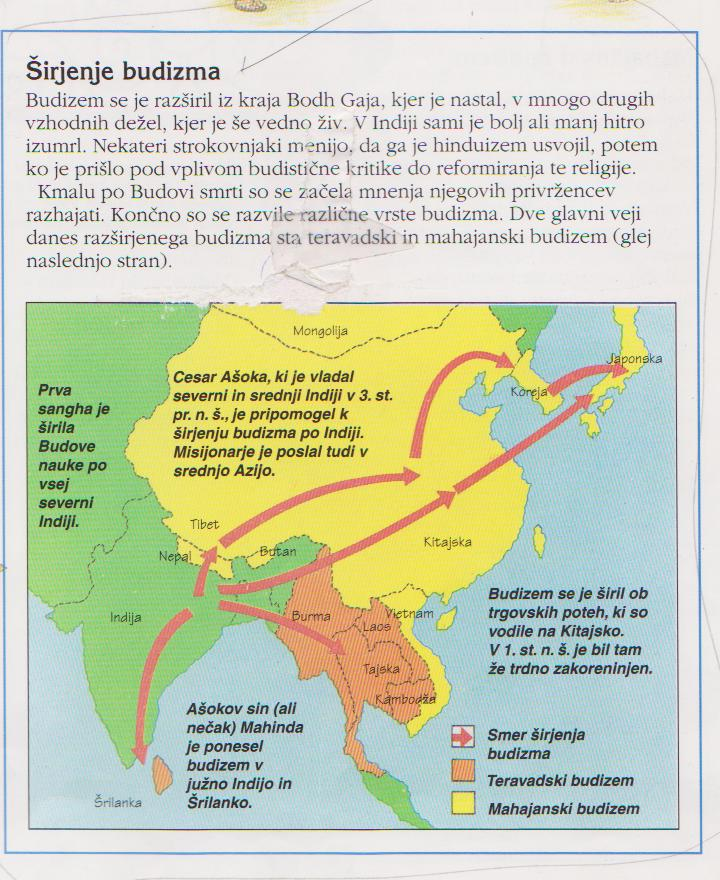 Širjenje budizma
Budizem se je razširil iz kraja Bodh Gaja, kjer je nastal, v mnogo drugih
vzhodnih dežel, kjer je še vedno živ. V Indiji sami je bolj ali manj hitro
izumrl. Nekateri strokovnjaki menijo, da ga je hinduizem usvojil, potem
ko je prišlo pod vplivom budistične kritike do reformiranja te religije.
Kmalu po Budovi smrti so se začela mnenja njegovih privržencev
razhajati. Končno so se razvile različne vrste budizma. Dve glavni veji
danes razširjenega budizma sta teravadski in mahajanski budizem (glej
naslednjo stran).
Mongolija
Japonska
Koreja
Cesar Ašoka, ki je vladal
severni in srednji Indiji v 3. st.
pr. n. š., je pripomogel k
širjenju budizma po Indiji.
Misijonarje je poslal tudi v
srednjo Azijo.
Prva
sangha je
širila
Budove
nauke po
vsej
severni
Indiji.
Tibet
Nepal
Butan
Kitajska
Indija
Burma
Vietnam
Laos
Tajska
Kambodža
Budizem se je širil ob
trgovskih poteh, ki so
vodile na Kitajsko.
V 1. st. n. š. je bil tam
že trdno zakoreninjen.
Ašokov sin (ali
nečak) Mahinda
je ponesel
budizem v
južno Indijo in
Šrilanko.
Šrilanka
Smer širjenja
budizma
Teravadski budizem
Mahajanski budizem